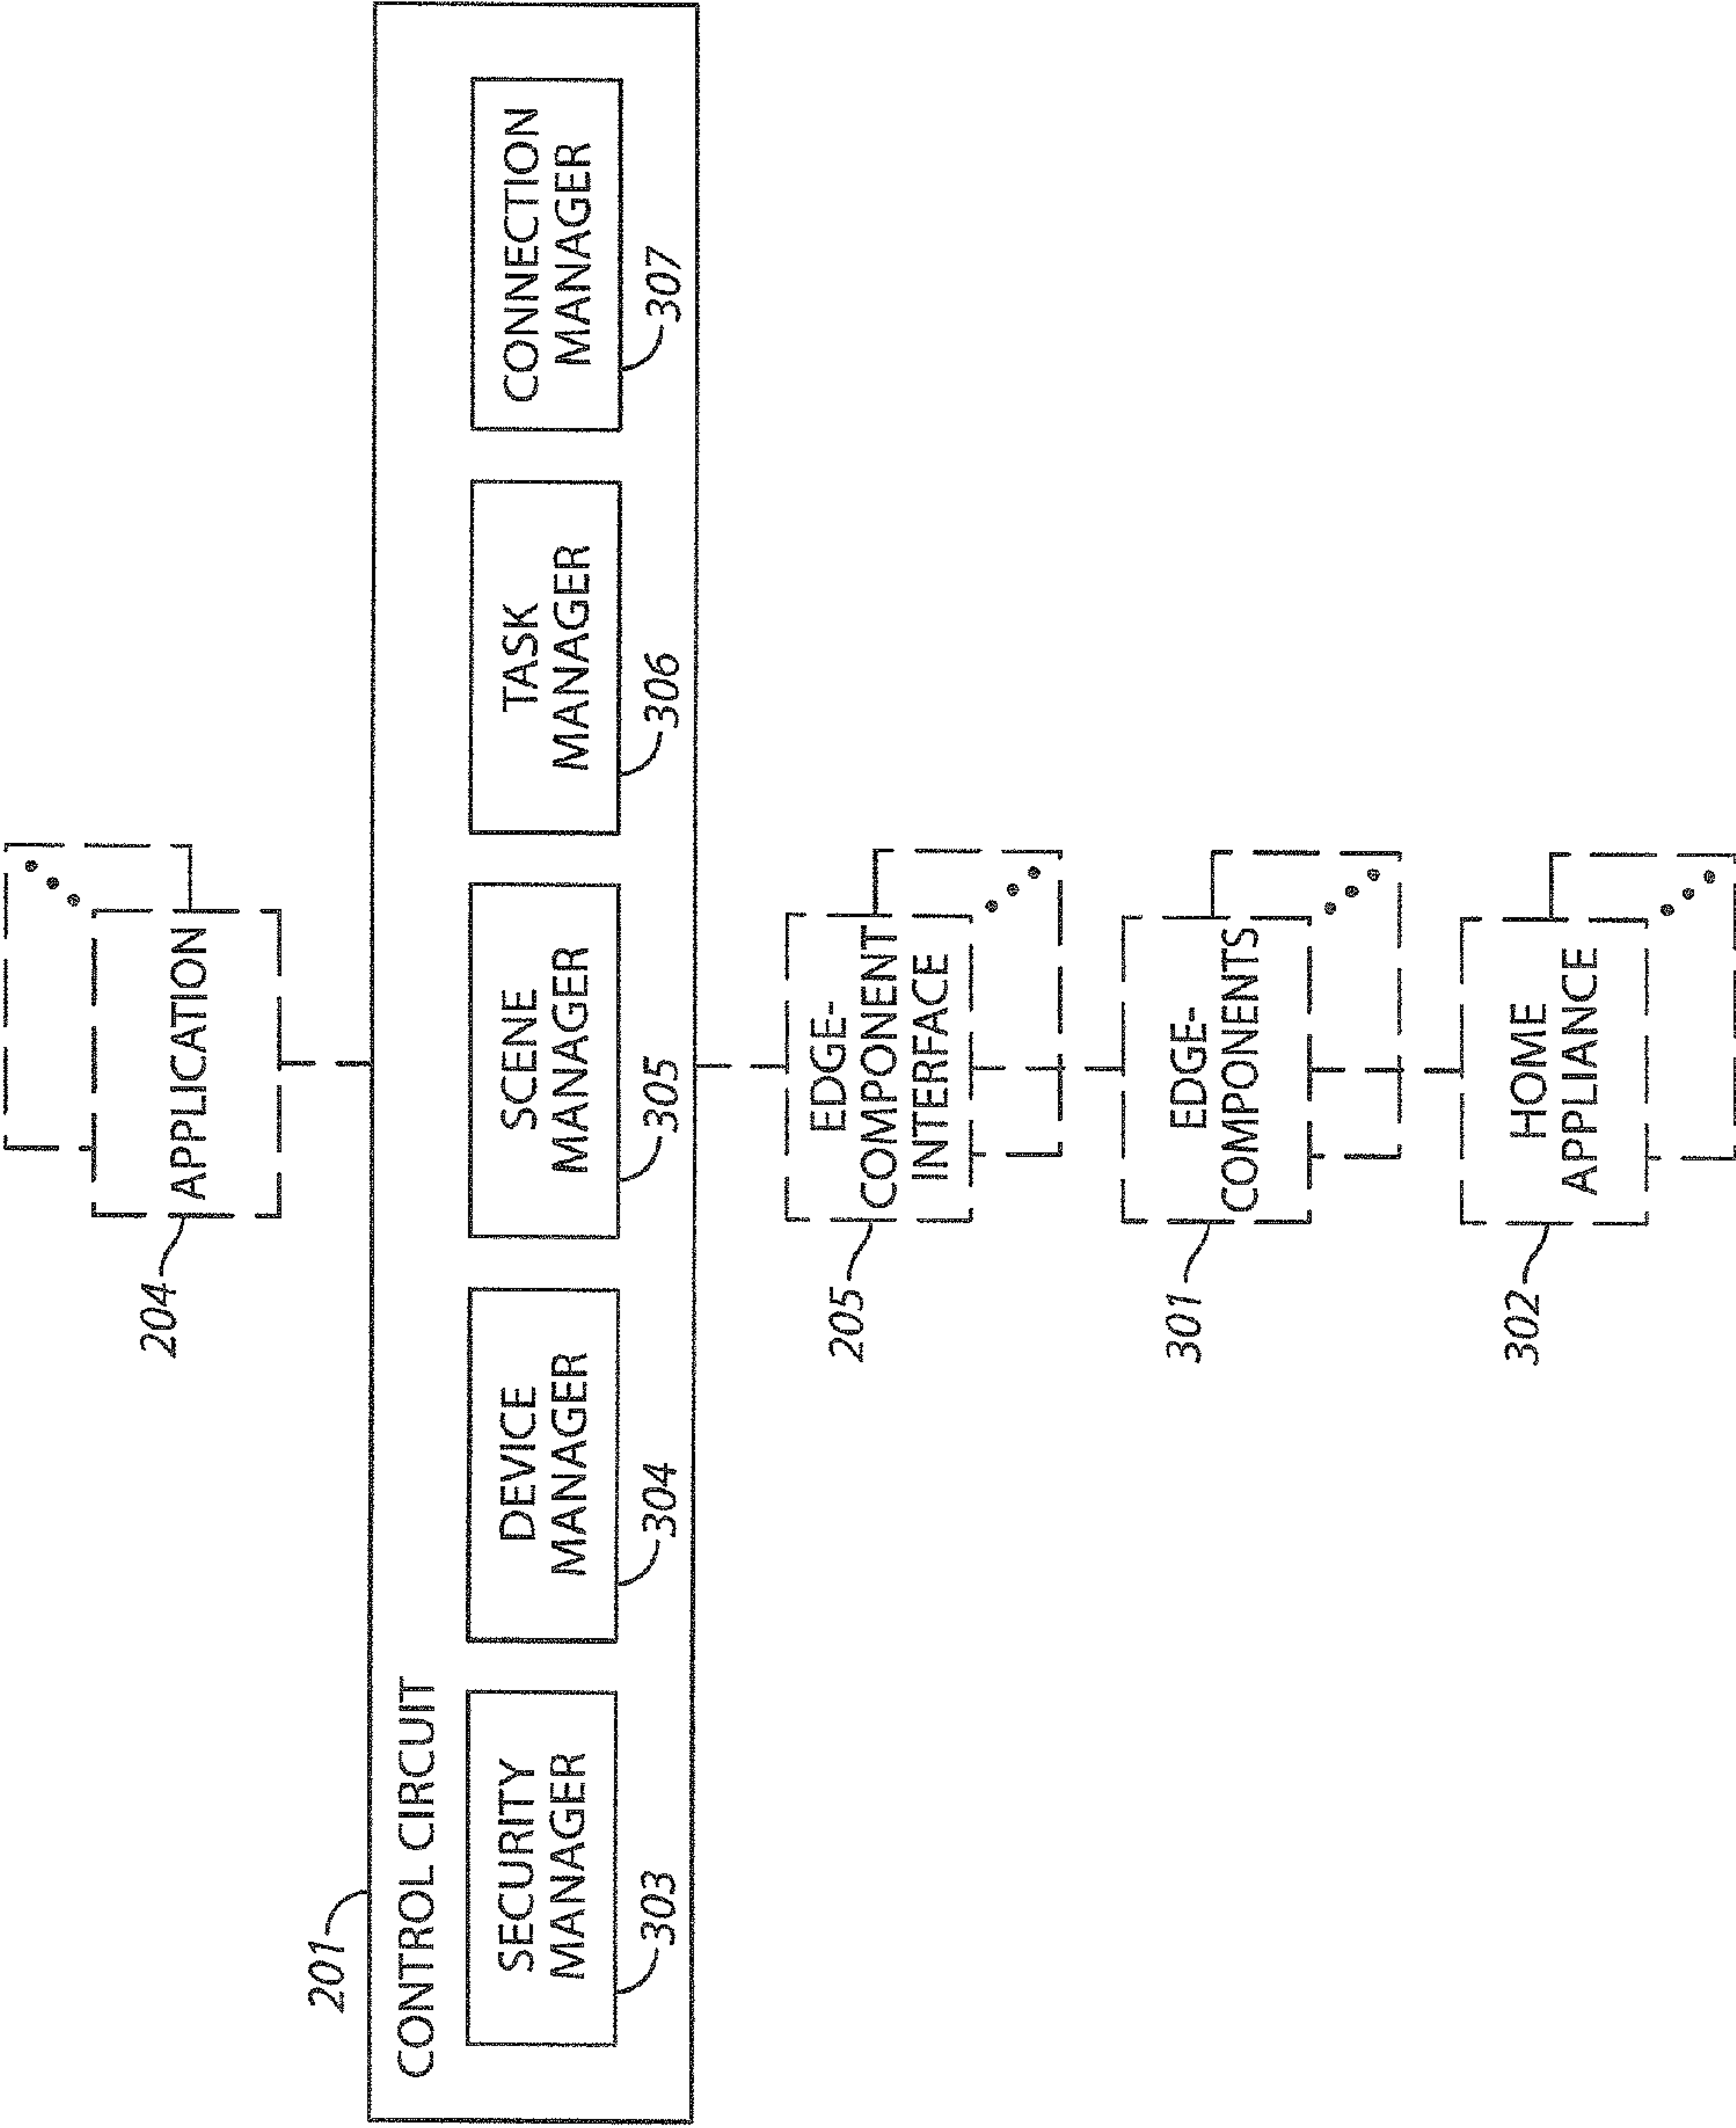 204
APPLICATION
201
CONTROL CIRCUIT
SECURITY
MANAGER
303
DEVICE
MANAGER
304
SCENE
MANAGER
305
TASK
MANAGER
306
CONNECTION
MANAGER
307
205
EDGE-
COMPONENT
INTERFACE
301
EDGE-
COMPONENTS
302
HOME
APPLIANCE